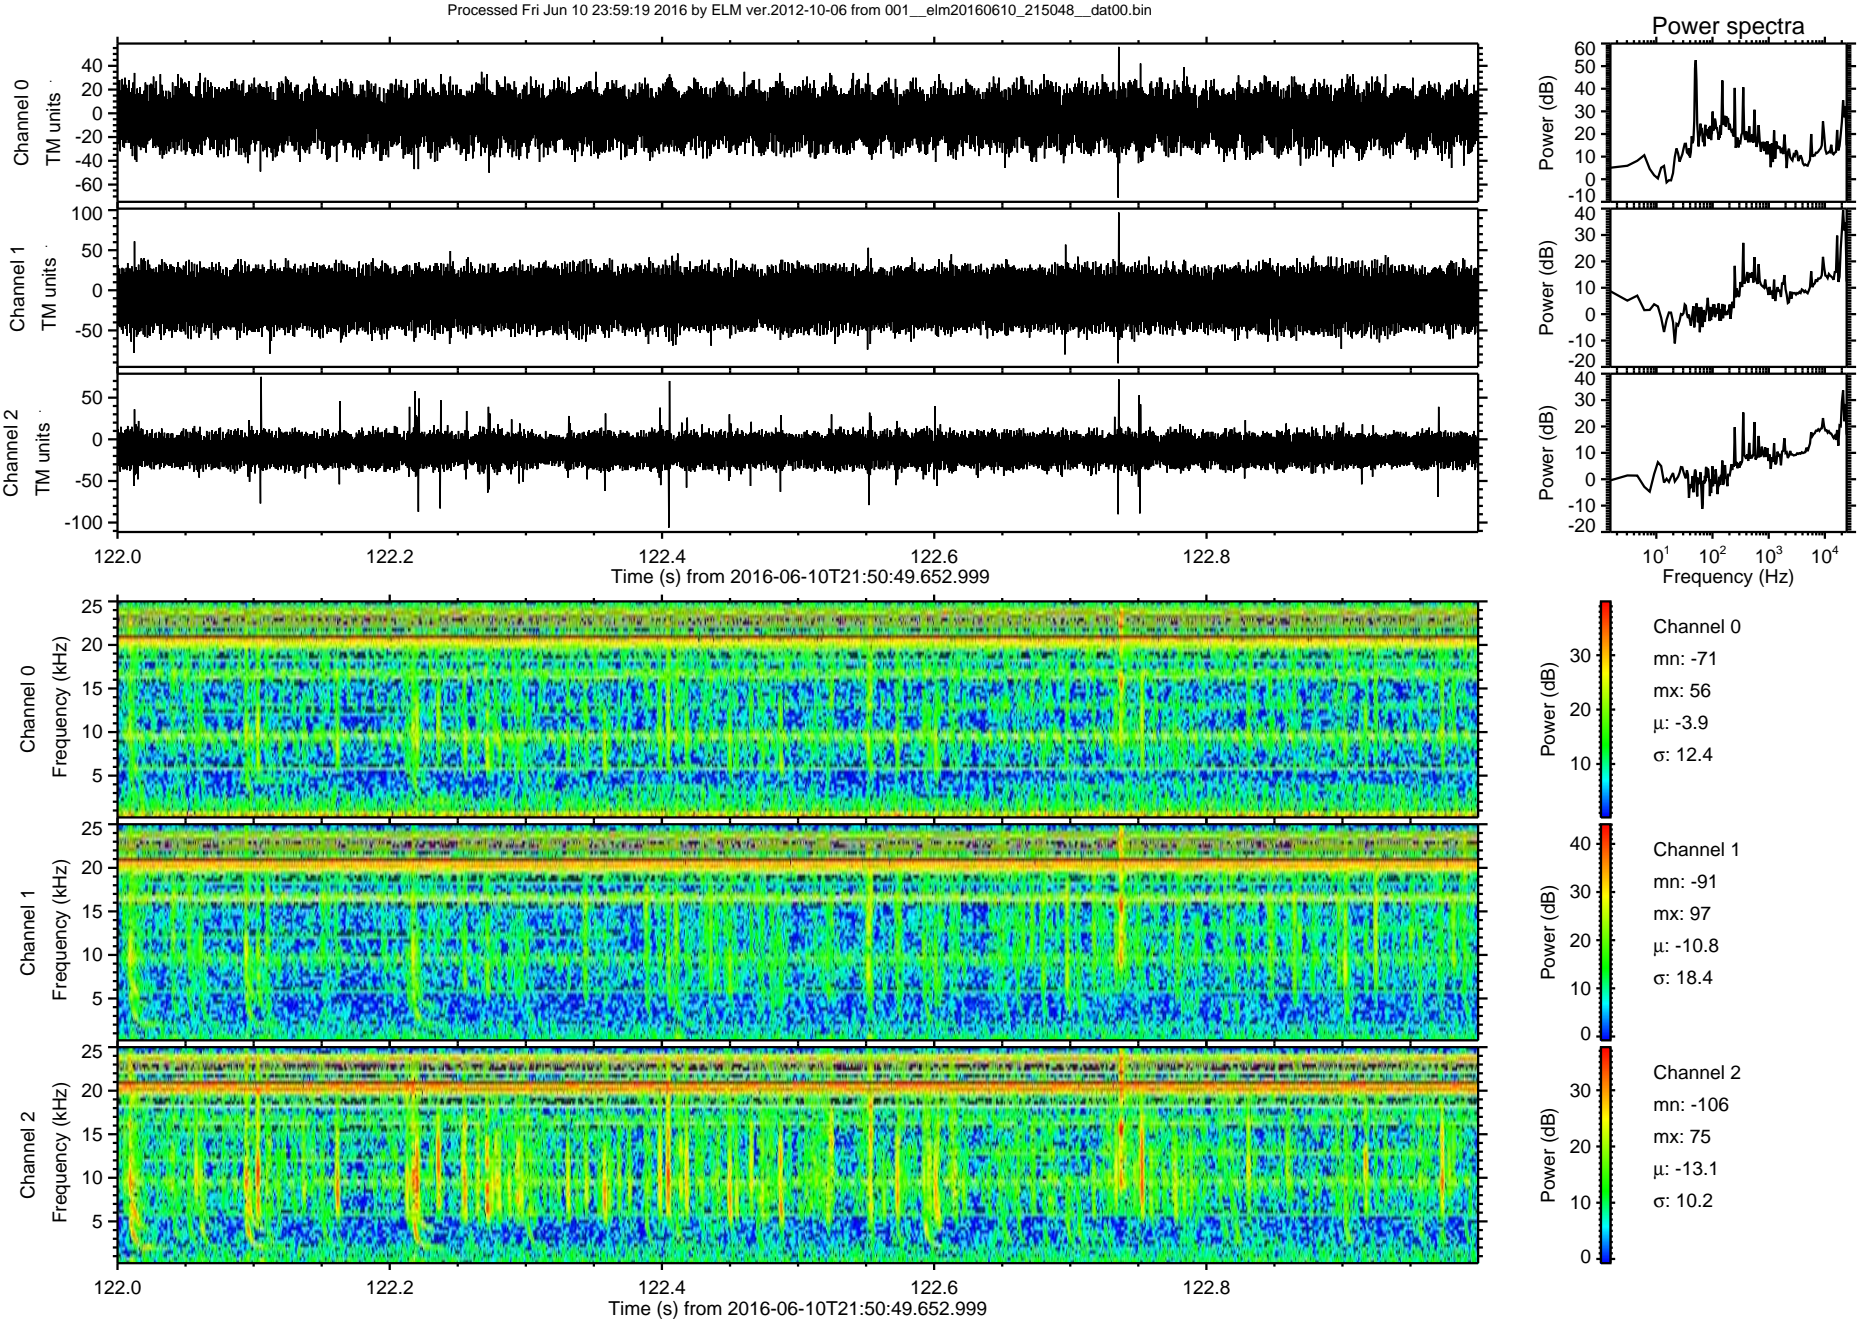 Processed Fri Jun 10 23:59:19 2016 by ELM ver.2012-10-06 from 001__elm20160610_215048__dat00.bin
Power spectra
Channel 0
TM units
40
20
0
-20
-40
-60
Power (dB)
60
50
40
30
20
10
0
-10
Channel 1
TM units
100
50
0
-50
Power (dB)
40
30
20
10
0
-10
-20
Channel 2
TM units
50
0
-50
-100
Power (dB)
40
30
20
10
0
-10
-20
122.0 122.2 122.4 122.6 122.8
Time (s) from 2016-06-10T21:50:49.652.999
10^1 10^2 10^3 10^4
Frequency (Hz)
Channel 0
Frequency (kHz)
25
20
15
10
5
Power (dB)
30
20
10
Channel 0
mn: -71
mx: 56
μ: -3.9
σ: 12.4
Channel 1
Frequency (kHz)
25
20
15
10
5
Power (dB)
40
30
20
10
0
Channel 1
mn: -91
mx: 97
μ: -10.8
σ: 18.4
Channel 2
Frequency (kHz)
25
20
15
10
5
Power (dB)
30
20
10
0
Channel 2
mn: -106
mx: 75
μ: -13.1
σ: 10.2
122.0 122.2 122.4 122.6 122.8
Time (s) from 2016-06-10T21:50:49.652.999